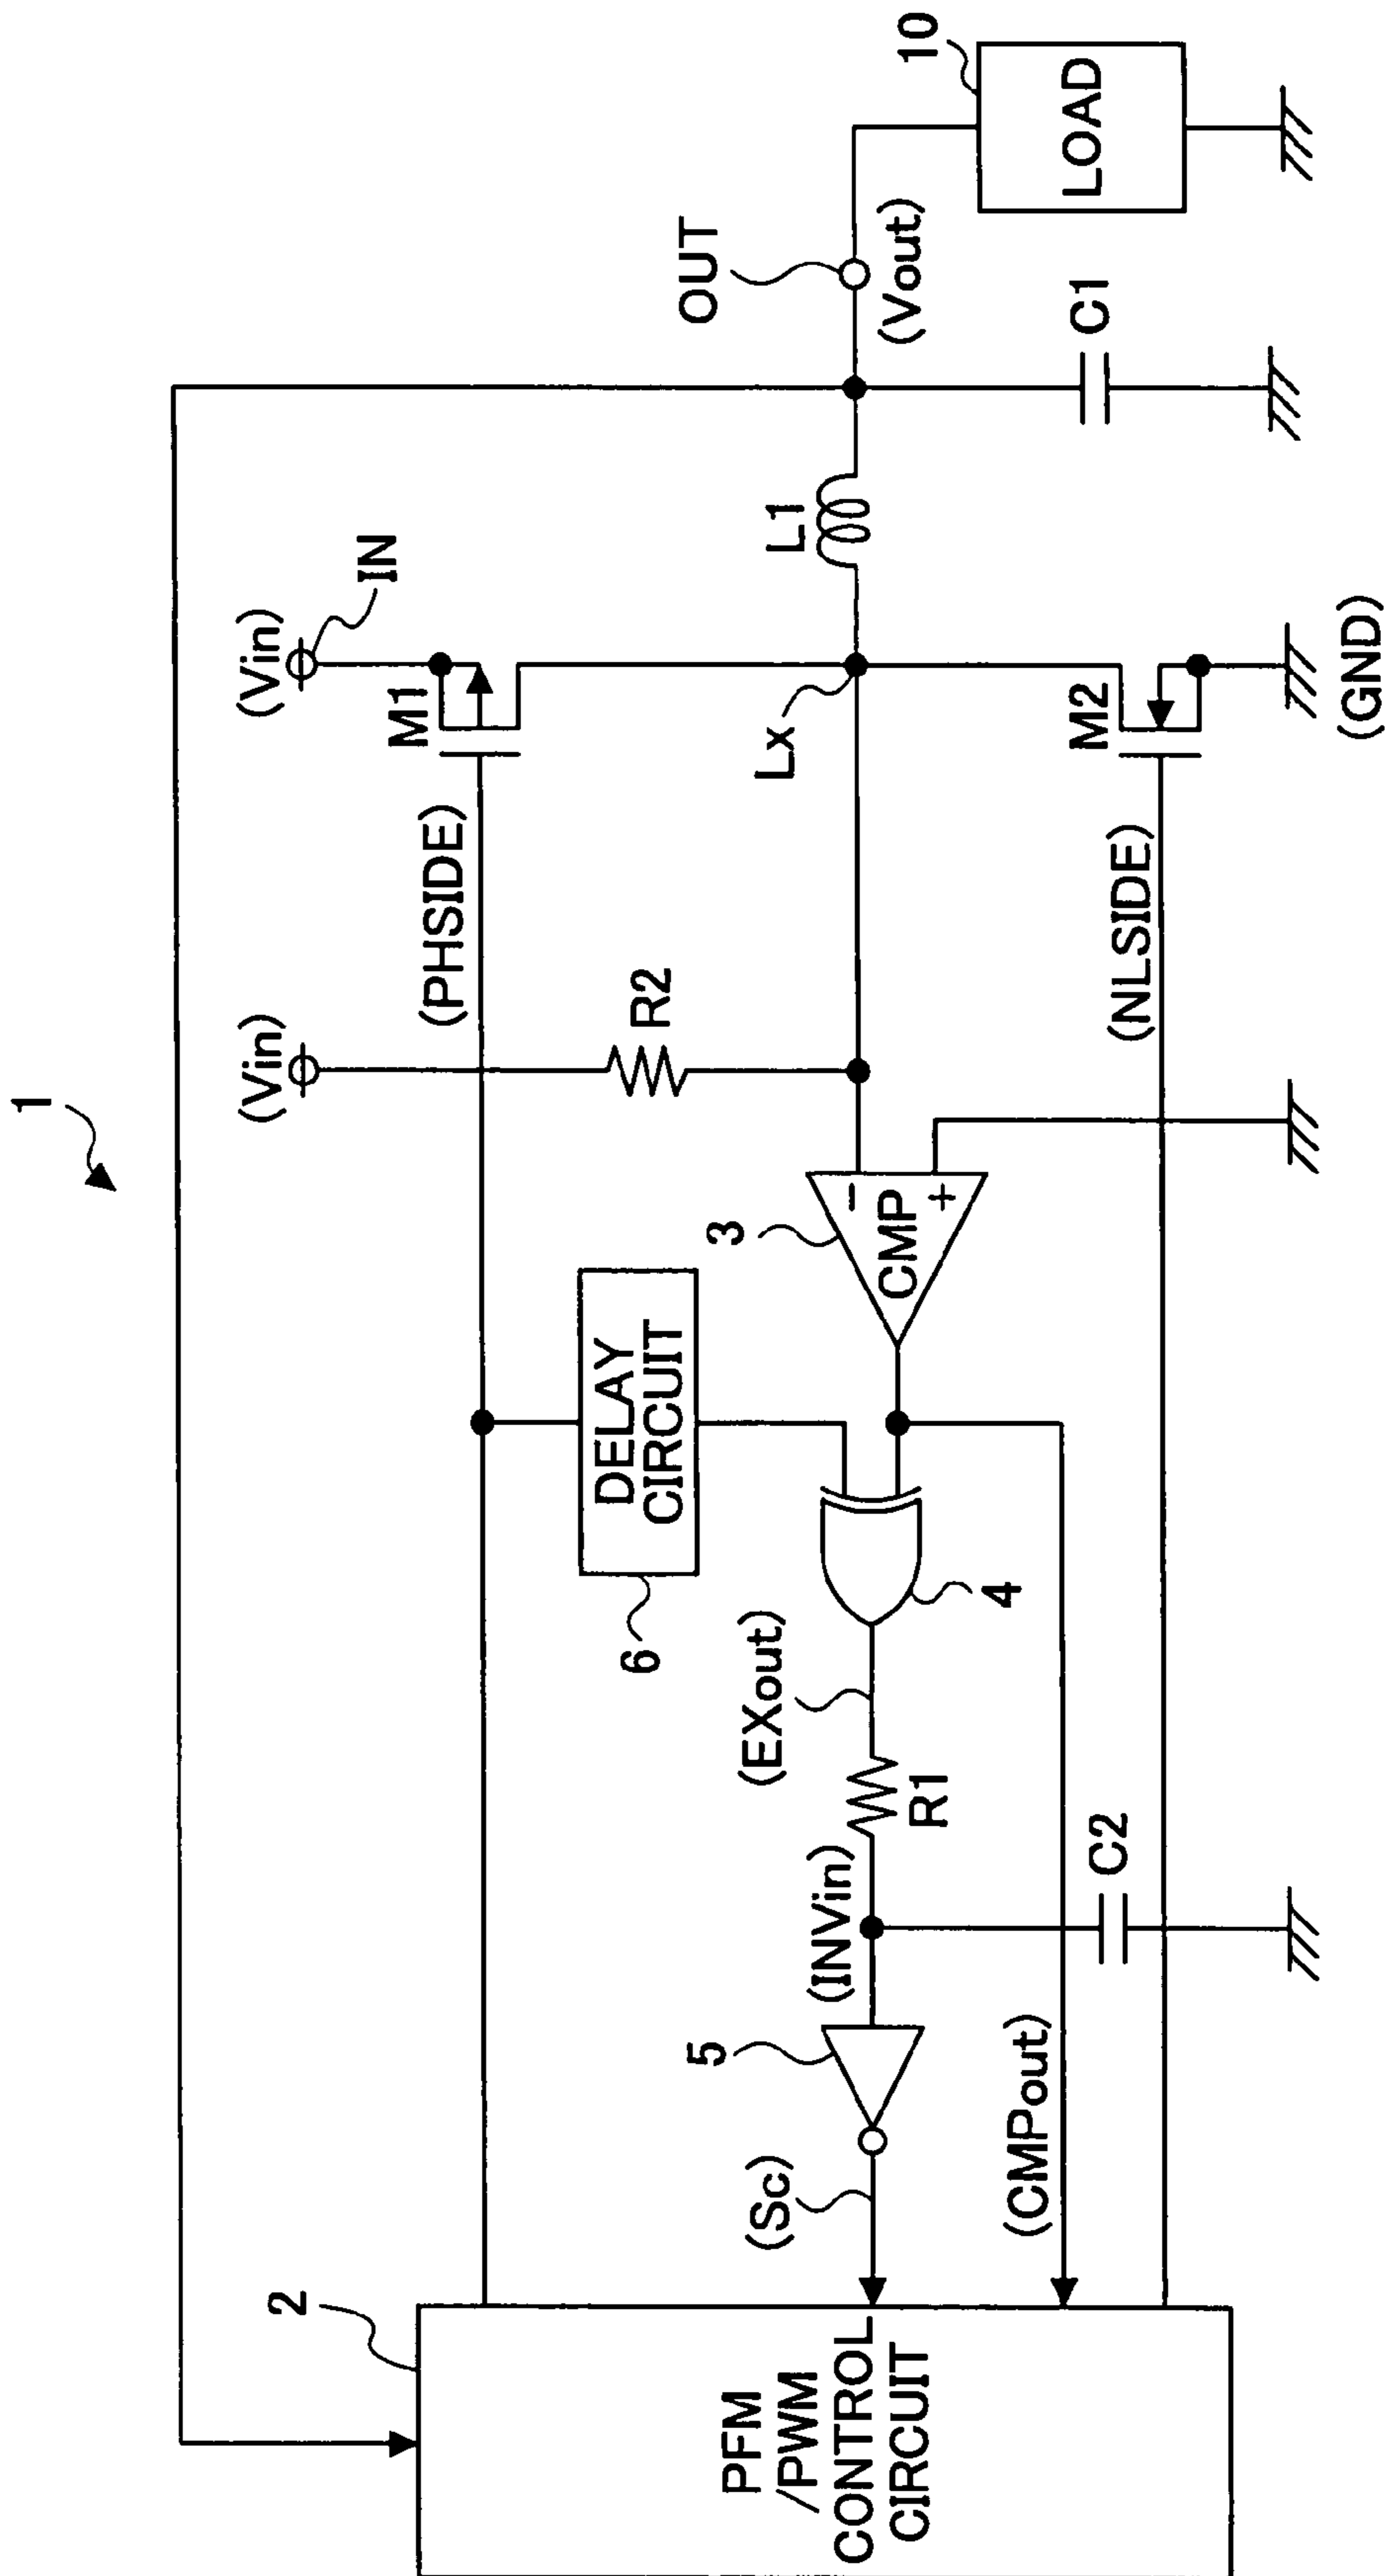 1
2
PFM
/PWM
CONTROL
CIRCUIT
(Sc)
5
(INVin)
(CMPout)
C2
R1
(EXout)
4
6
DELAY
CIRCUIT
3
CMP
−
+
(Vin)
R2
(PHSIDE)
(NLSIDE)
(Vin)
IN
M1
Lx
M2
(GND)
L1
OUT
(Vout)
C1
10
LOAD